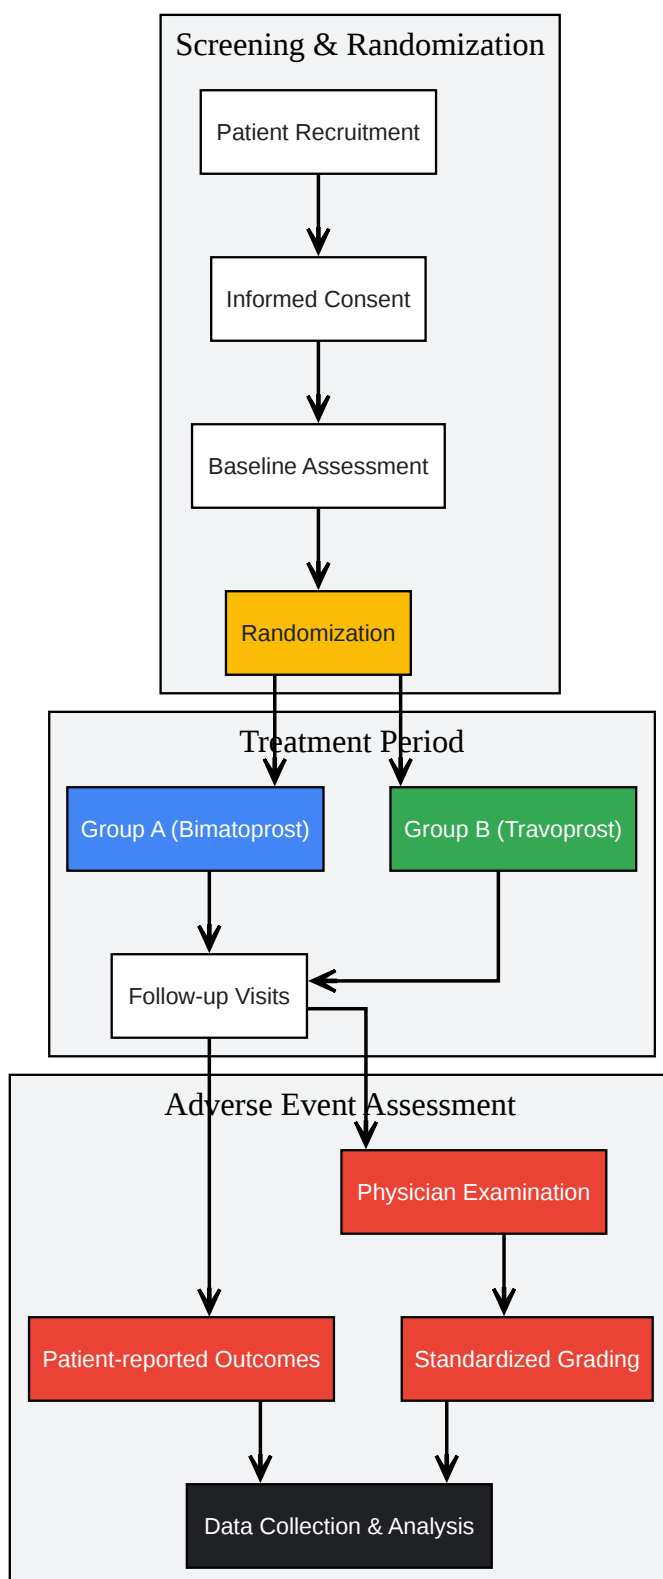 Screening & Randomization
Patient Recruitment
Informed Consent
Baseline Assessment
Randomization
Treatment Period
Group A (Bimatoprost)
Group B (Travoprost)
Follow-up Visits
Adverse Event Assessment
Physician Examination
Patient-reported Outcomes
Standardized Grading
Data Collection & Analysis